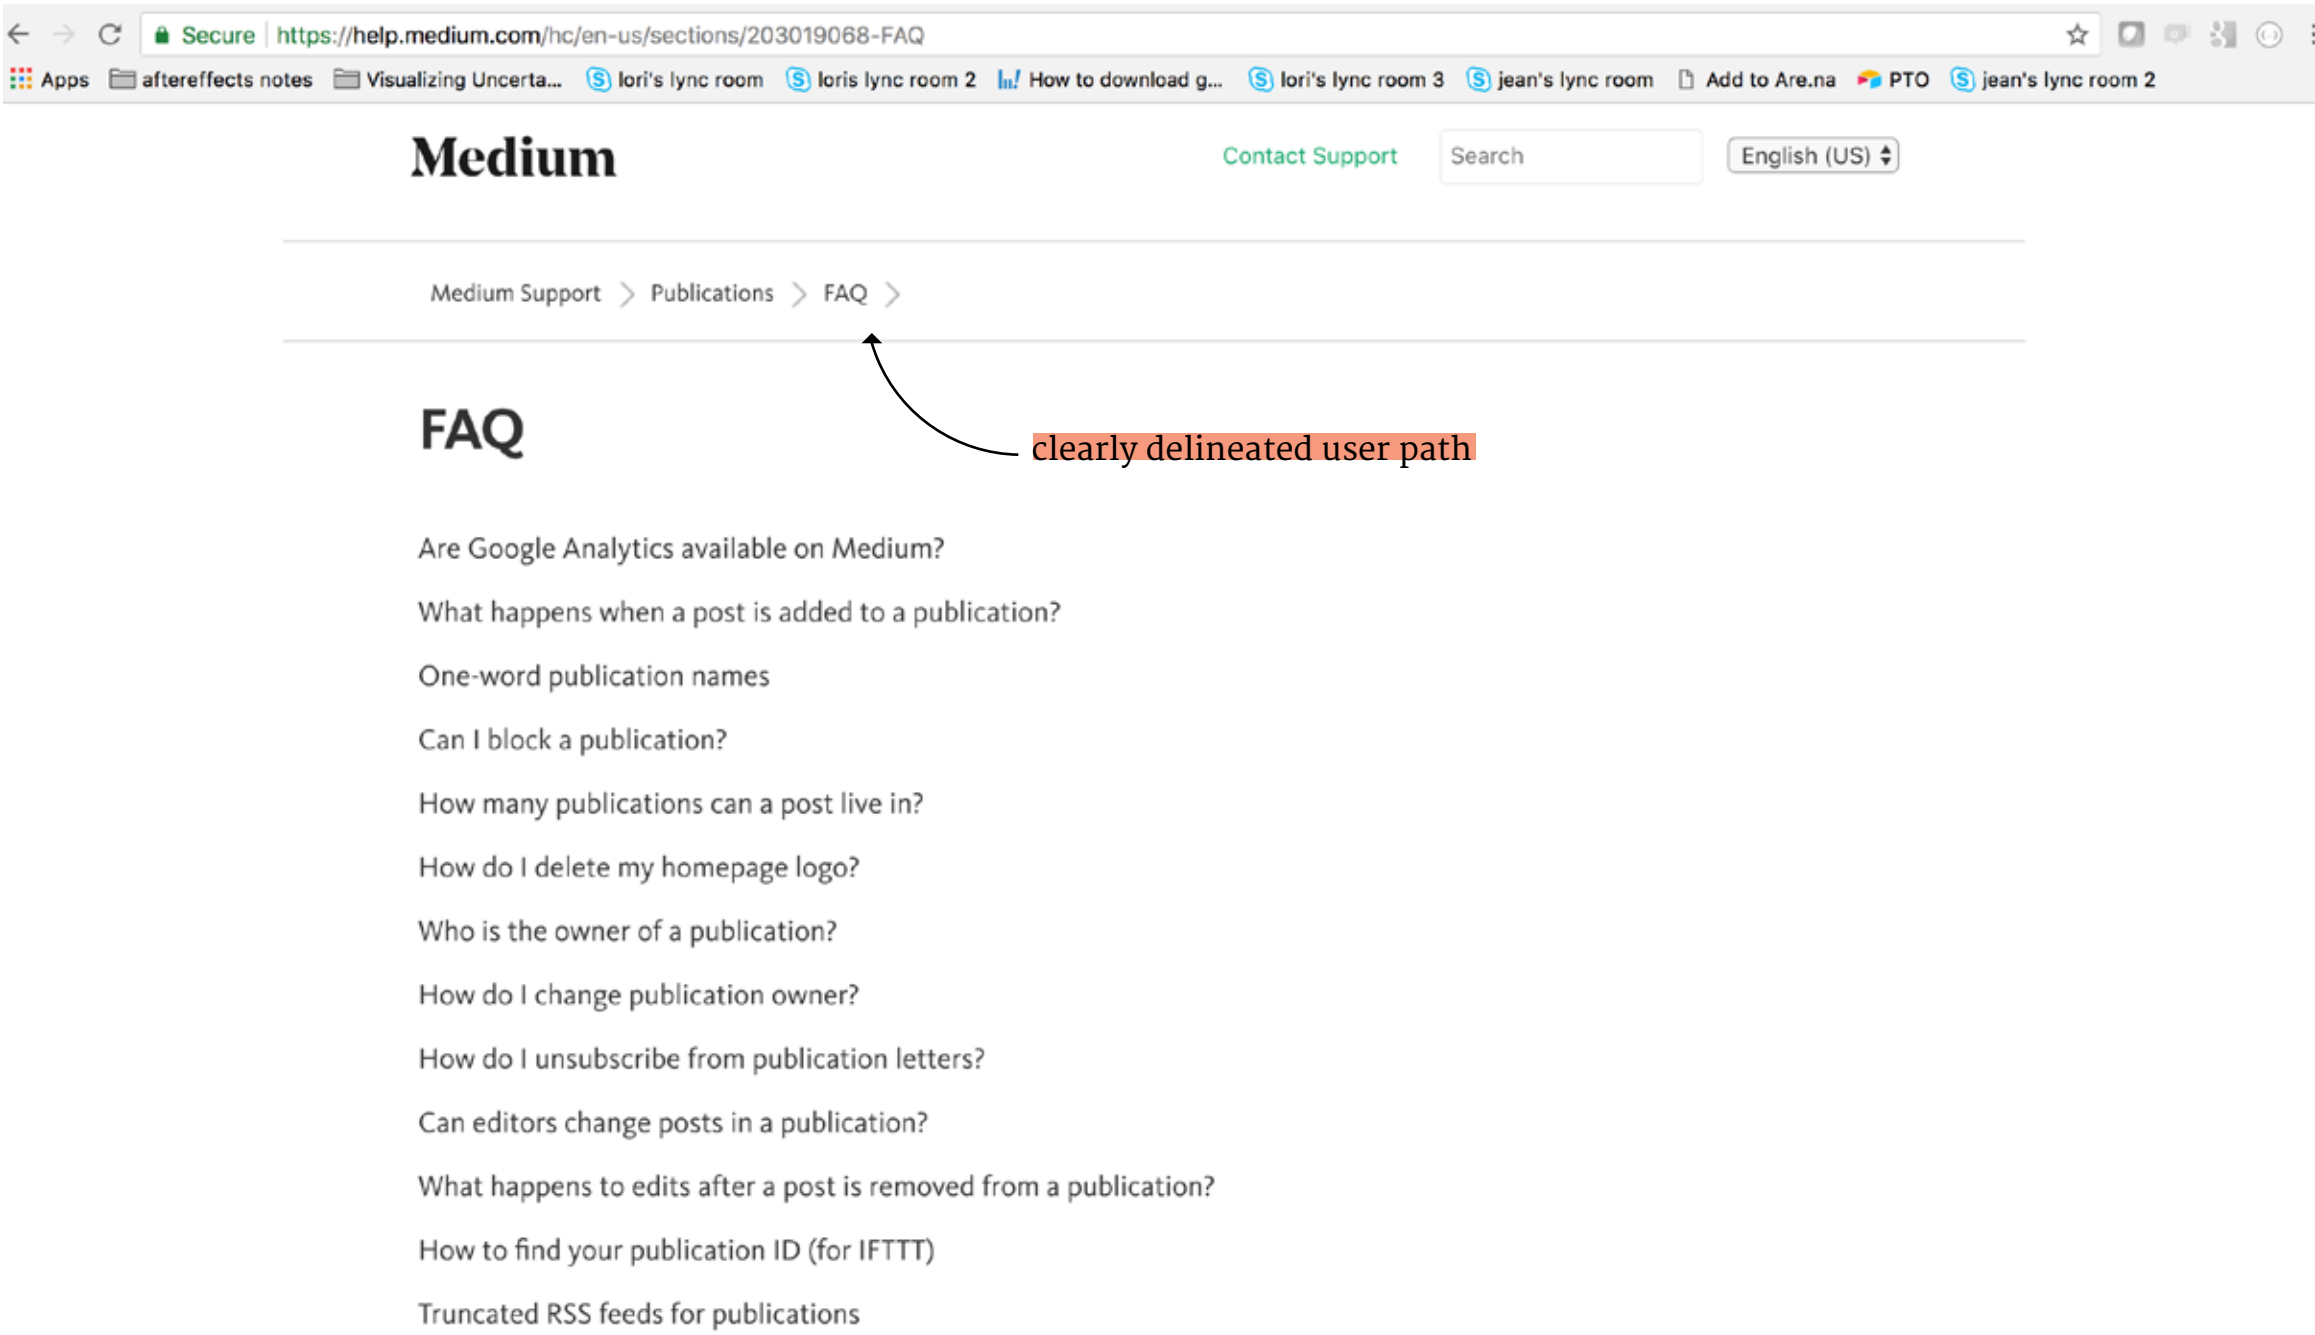 Secure https://help.medium.com/hc/en-us/sections/203019068-FAQ
Apps aftereffects notes Visualizing Uncerta... lori's lync room loris lync room 2 How to download g... lori's lync room 3 jean's lync room Add to Are.na PTO jean's lync room 2
Medium Contact Support Search English (US)
Medium Support Publications FAQ
FAQ
clearly delineated user path
Are Google Analytics available on Medium?
What happens when a post is added to a publication?
One-word publication names
Can I block a publication?
How many publications can a post live in?
How do I delete my homepage logo?
Who is the owner of a publication?
How do I change publication owner?
How do I unsubscribe from publication letters?
Can editors change posts in a publication?
What happens to edits after a post is removed from a publication?
How to find your publication ID (for IFTTT)
Truncated RSS feeds for publications